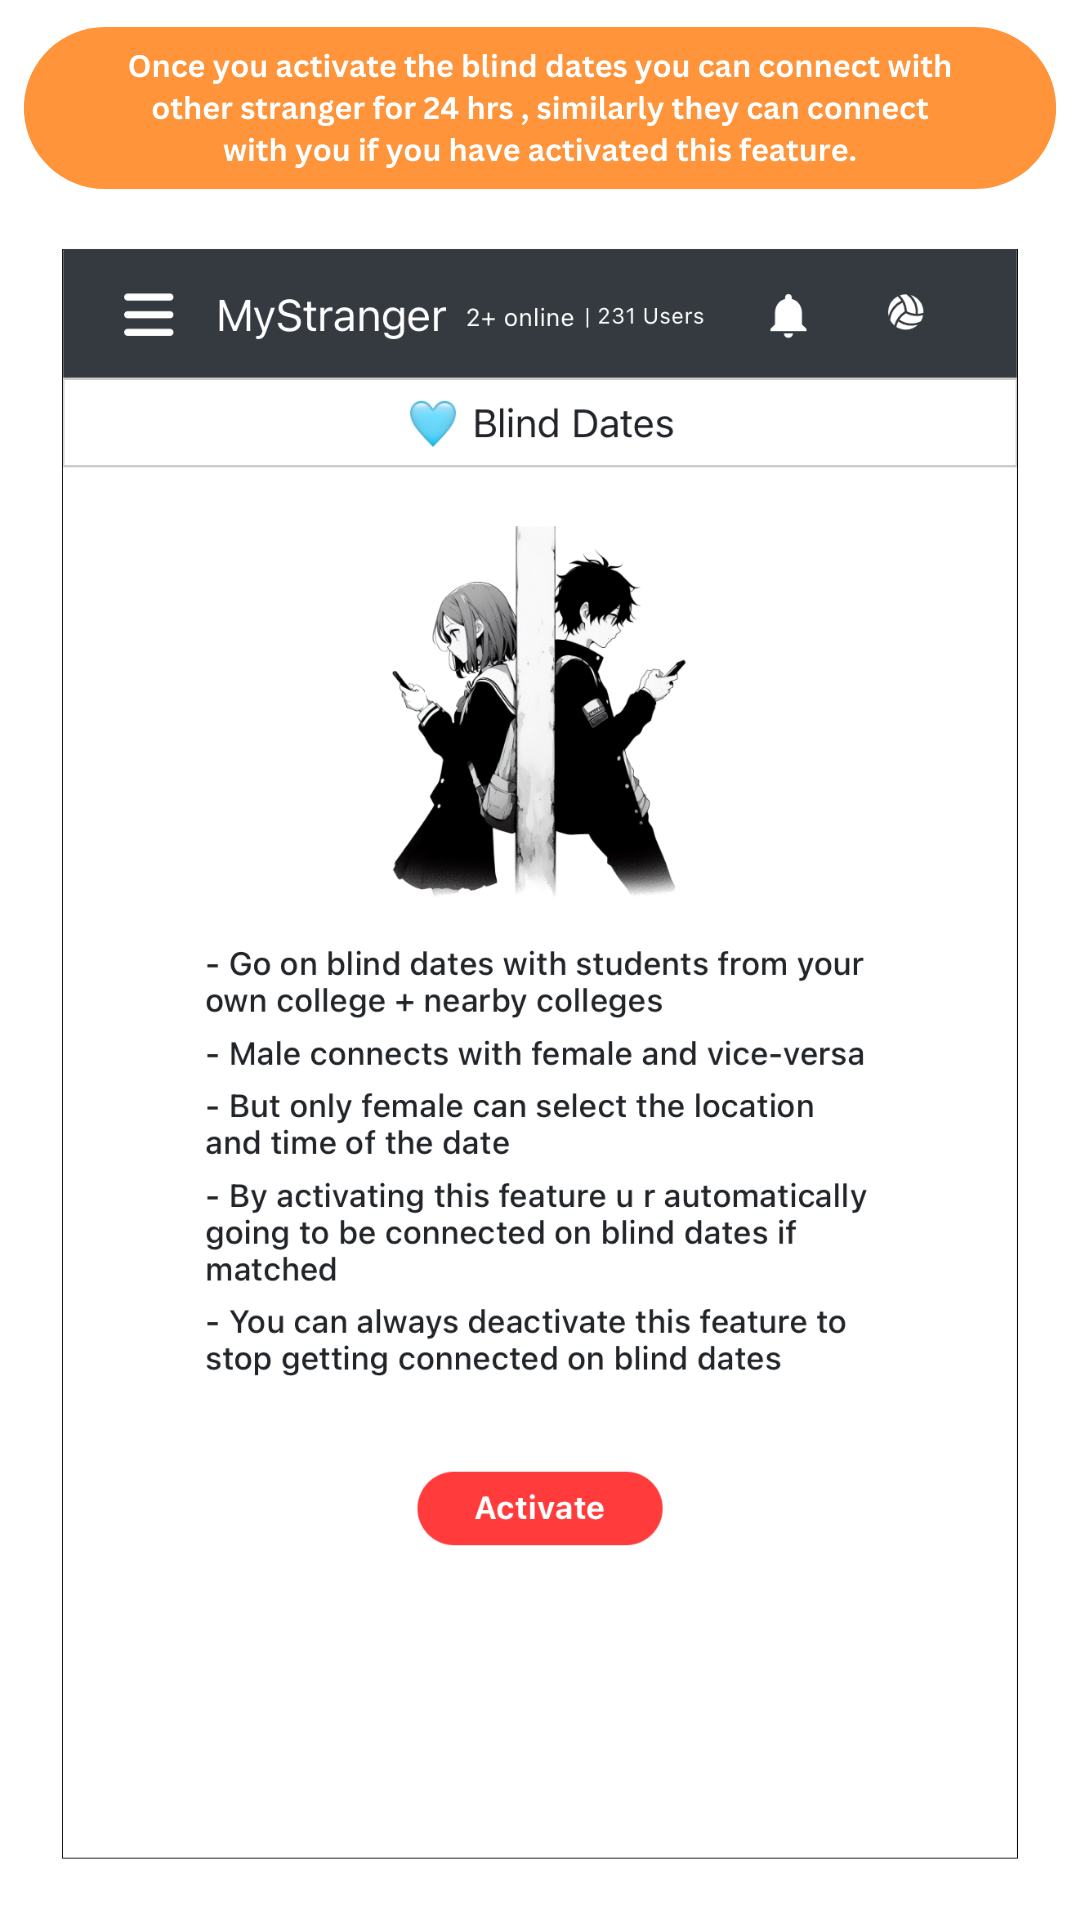 Once you activate the blind dates you can connect with
other stranger for 24 hrs , similarly they can connect
with you if you have activated this feature.
MyStranger 2+ online | 231 Users
🩵 Blind Dates
- Go on blind dates with students from your
own college + nearby colleges
- Male connects with female and vice-versa
- But only female can select the location
and time of the date
- By activating this feature u r automatically
going to be connected on blind dates if
matched
- You can always deactivate this feature to
stop getting connected on blind dates
Activate